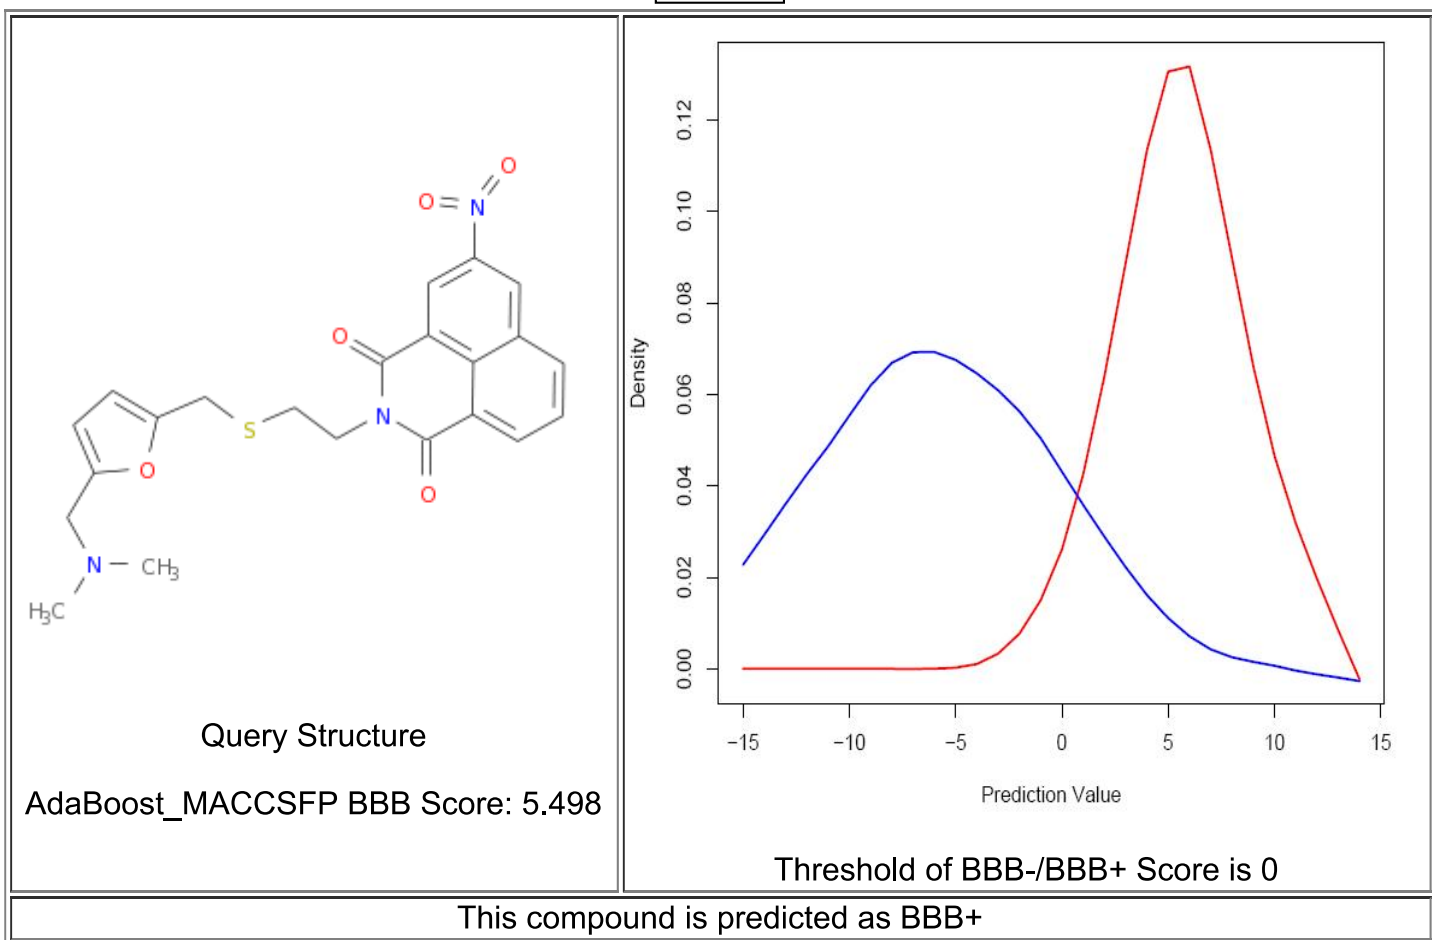 O
O
N
O
N
S
O
O
N
CH3
H3C
Query Structure
AdaBoost_MACCSFP BBB Score: 5.498
0.12
0.10
0.08
0.06
0.04
0.02
0.00
Density
−15 −10 −5 0 5 10 15
Prediction Value
Threshold of BBB-/BBB+ Score is 0
This compound is predicted as BBB+